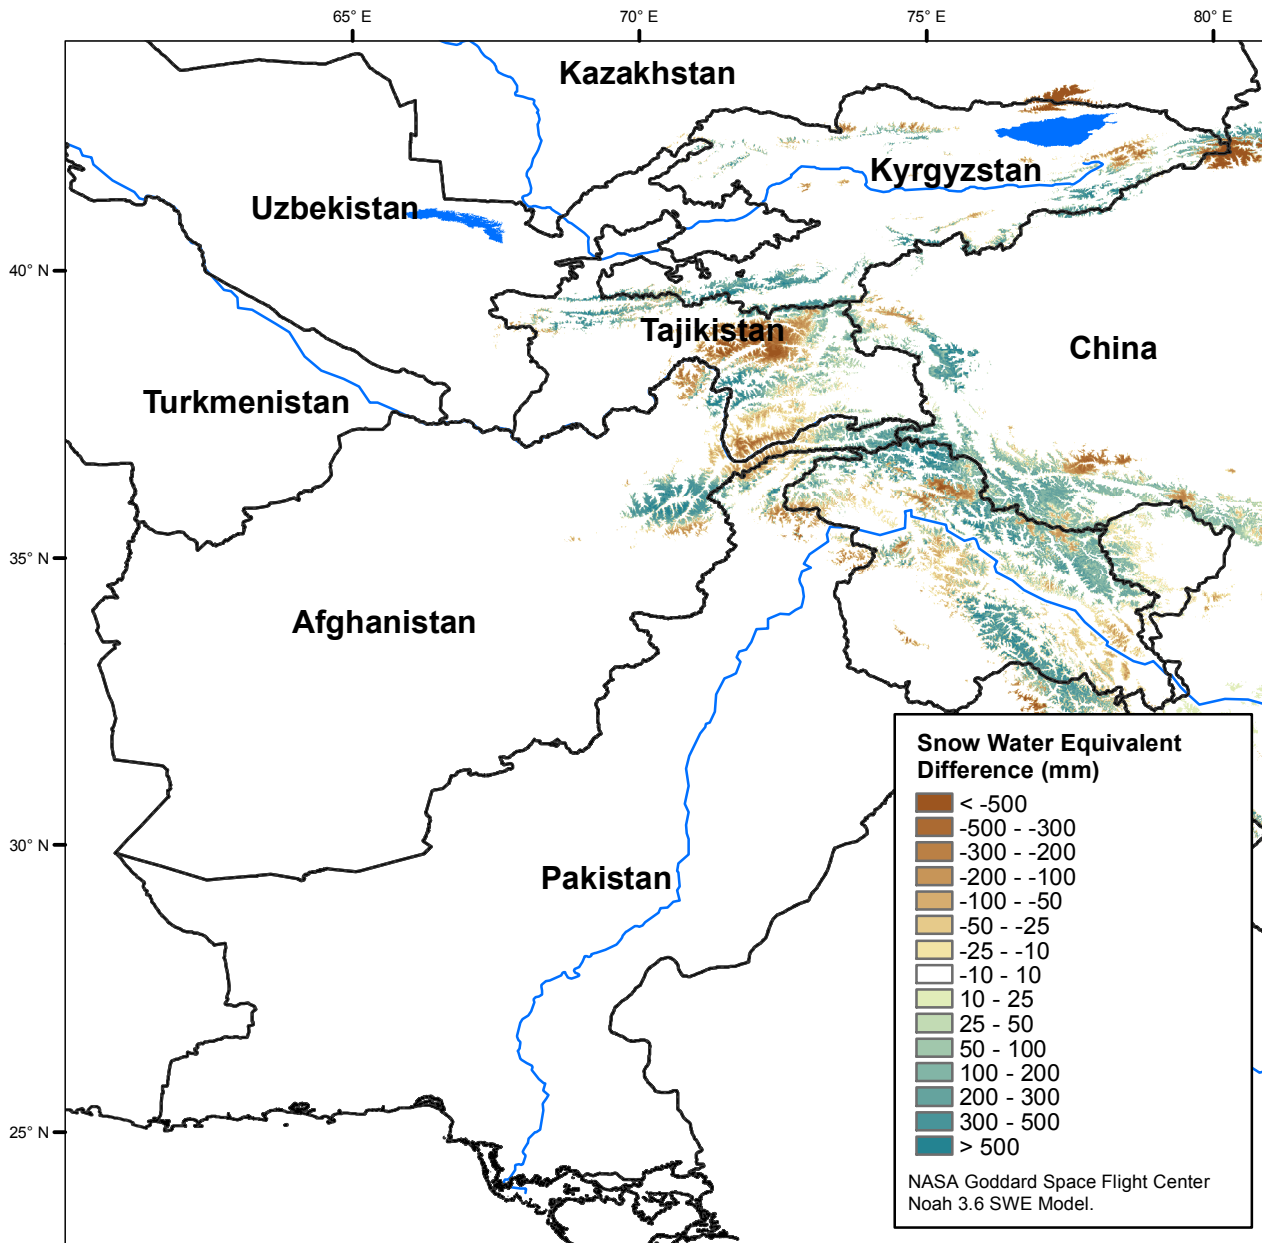 65° E
70° E
75° E
80° E
Kazakhstan
Kyrgyzstan
Uzbekistan
40° N
Tajikistan
China
Turkmenistan
35° N
Afghanistan
30° N
Pakistan
25° N
Snow Water Equivalent
Difference (mm)
< -500
-500 - -300
-300 - -200
-200 - -100
-100 - -50
-50 - -25
-25 - -10
-10 - 10
10 - 25
25 - 50
50 - 100
100 - 200
200 - 300
300 - 500
> 500
NASA Goddard Space Flight Center
Noah 3.6 SWE Model.